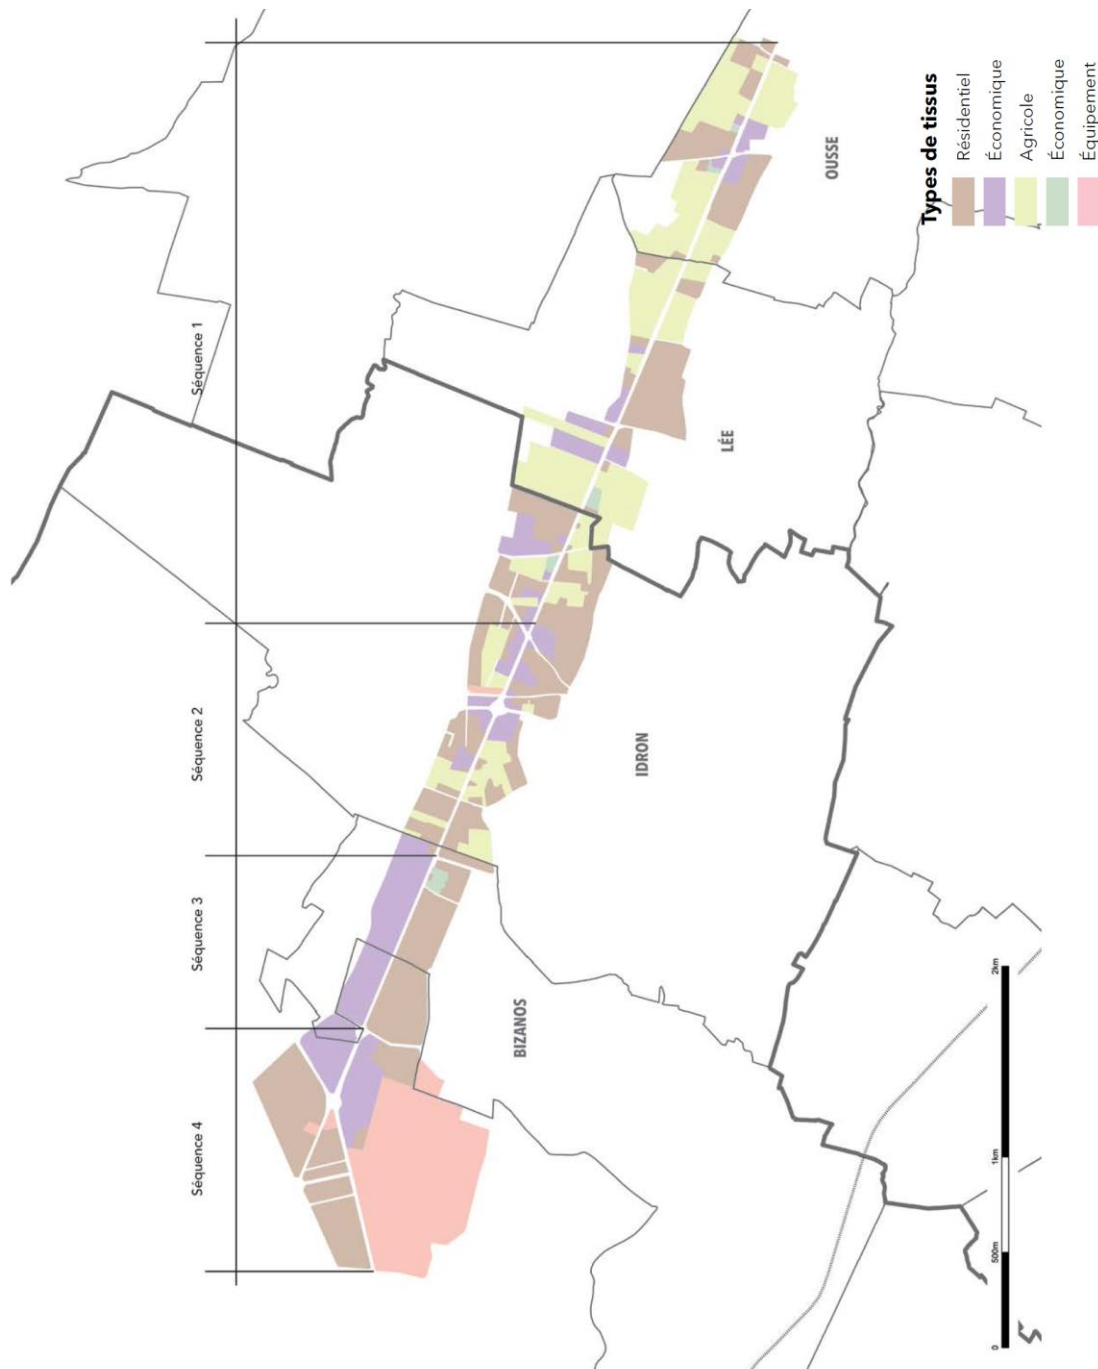 Séquence 4
Séquence 3
Séquence 2
Séquence 1
BIZANOS
IDRON
LÉE
OUSSE
Types de tissus
Résidentiel
Économique
Agricole
Économique
Équipement
0
500m
1km
2km